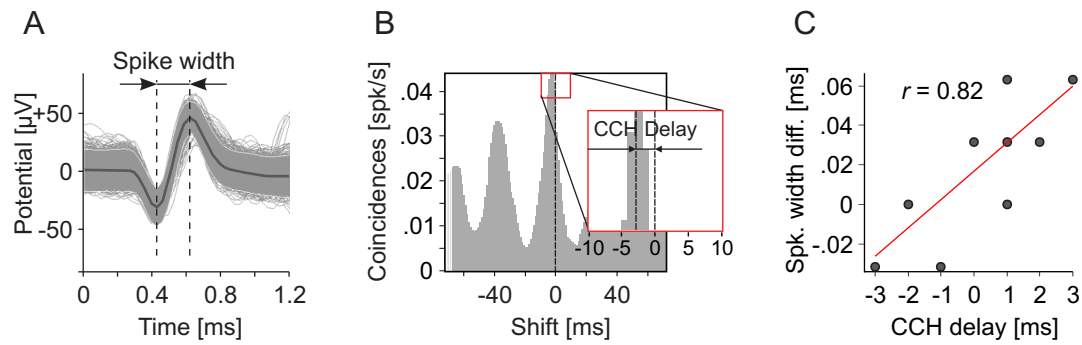 A
Spike width
Potential [µV]
+50
0
-50
0
0.4
0.8
1.2
Time [ms]
B
Coincidences [spk/s]
.04
.03
.02
.01
0
CCH Delay
-10
-5
0
5
10
-40
0
40
Shift [ms]
C
Spk. width diff. [ms]
0.06
.04
.02
0
-.02
r = 0.82
-3
-2
-1
0
1
2
3
CCH delay [ms]